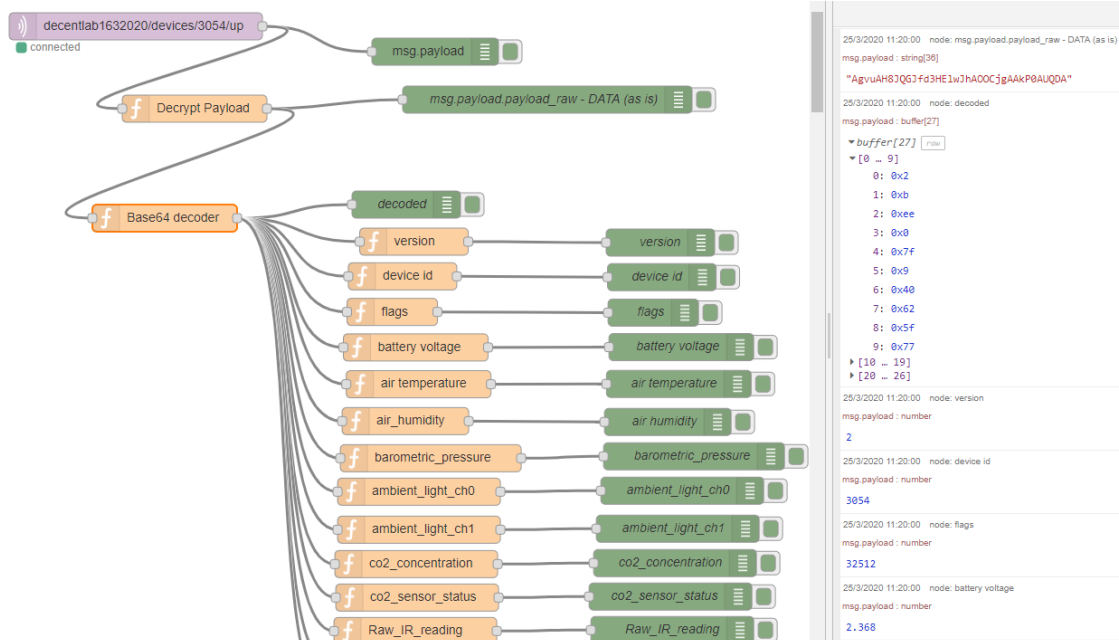 decentlab1632020/devices/3054/up
connected
msg.payload
Decrypt Payload
msg.payload.payload_raw - DATA (as is)
Base64 decoder
decoded
version
version
device id
device id
flags
flags
battery voltage
battery voltage
air temperature
air temperature
air_humidity
air humidity
barometric_pressure
barometric_pressure
ambient_light_ch0
ambient_light_ch0
ambient_light_ch1
ambient_light_ch1
co2_concentration
co2_concentration
co2_sensor_status
co2_sensor_status
Raw_IR_reading
Raw_IR_reading
25/3/2020 11:20:00 node: msg.payload.payload_raw - DATA (as is)
msg.payload : string[36]
"AgvuAH8JQGJfd3HE1wJhAOOCjgAAkP0AUQDA"
25/3/2020 11:20:00 node: decoded
msg.payload : buffer[27]
buffer[27] raw
[0 … 9]
0: 0x2
1: 0xb
2: 0xee
3: 0x0
4: 0x7f
5: 0x9
6: 0x40
7: 0x62
8: 0x5f
9: 0x77
[10 … 19]
[20 … 26]
25/3/2020 11:20:00 node: version
msg.payload : number
2
25/3/2020 11:20:00 node: device id
msg.payload : number
3054
25/3/2020 11:20:00 node: flags
msg.payload : number
32512
25/3/2020 11:20:00 node: battery voltage
msg.payload : number
2.368